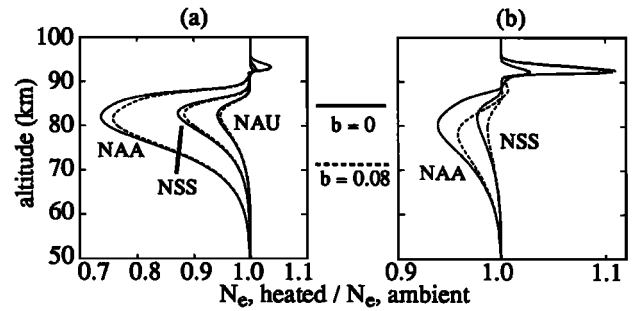 (a)
(b)
100
90
80
70
60
50
altitude (km)
NAA
NSS
NAU
b = 0
b = 0.08
NAA
NSS
0.7
0.8
0.9
1.0
1.1
0.9
1.0
1.1
Ne, heated / Ne, ambient